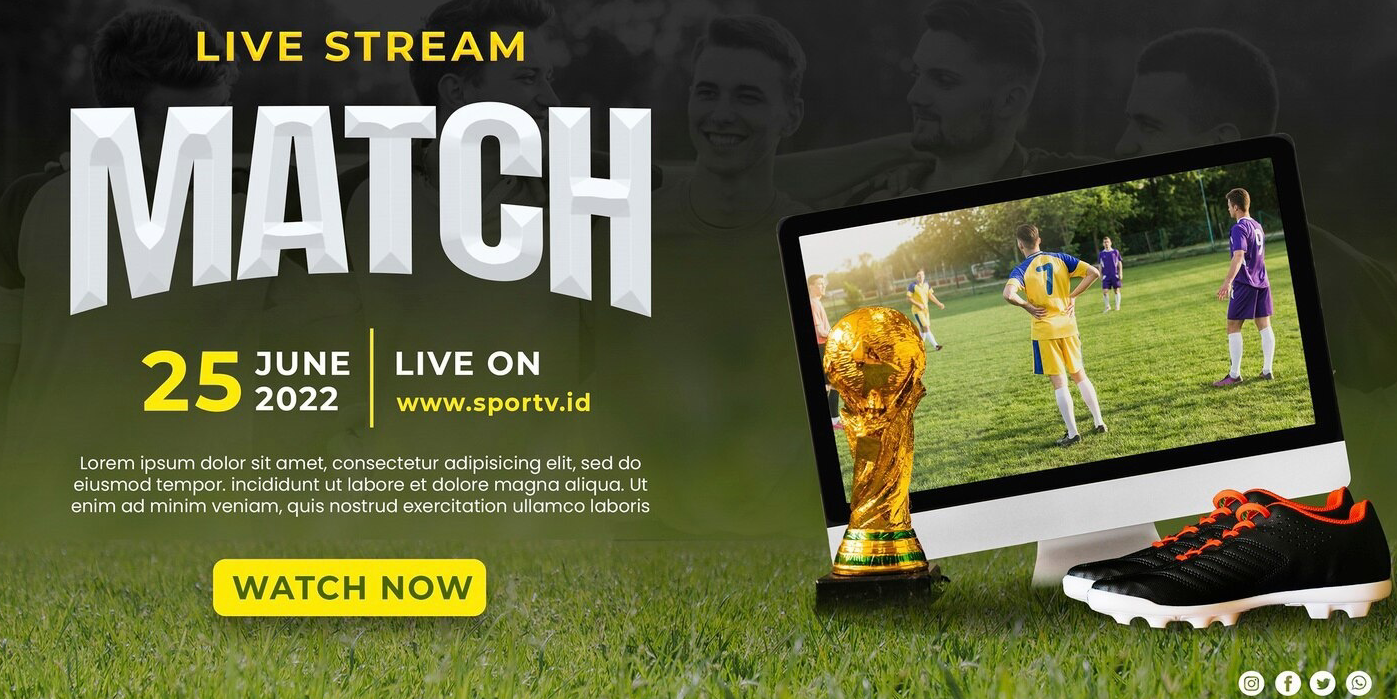 LIVE STREAM
MATCH
25 JUNE
2022
LIVE ON
www.sportv.id
Lorem ipsum dolor sit amet, consectetur adipisicing elit, sed do
eiusmod tempor. incididunt ut labore et dolore magna aliqua. Ut
enim ad minim veniam, quis nostrud exercitation ullamco laboris
WATCH NOW
7